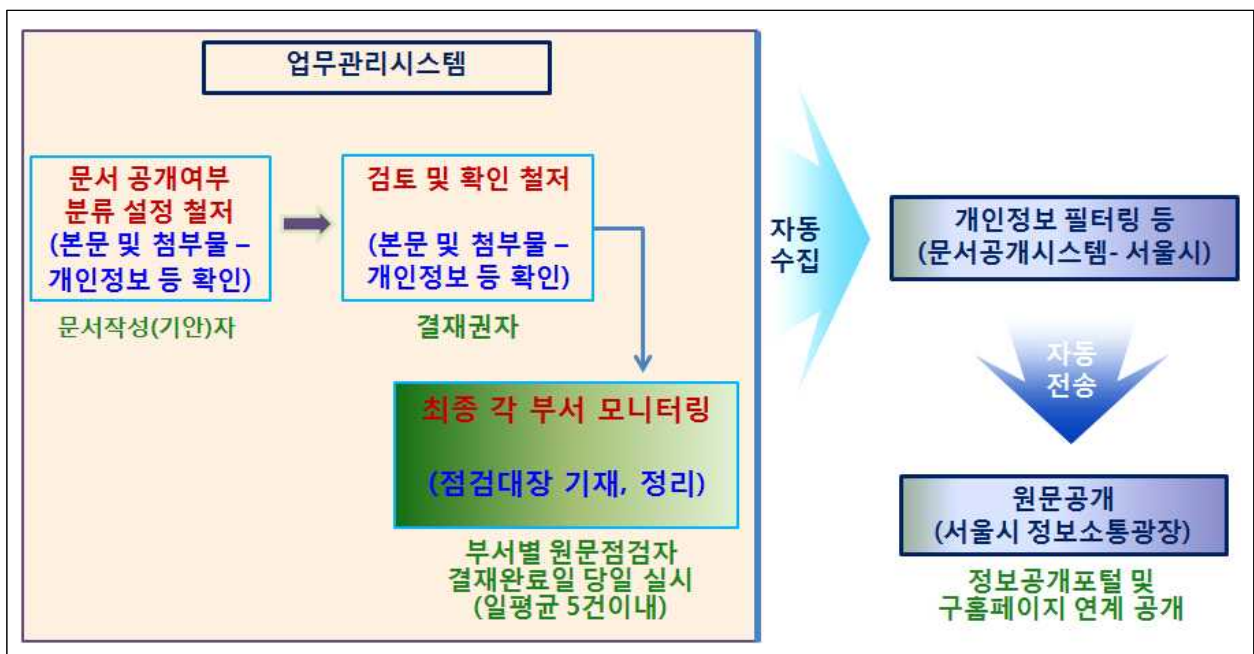 업무관리시스템
문서 공개여부
분류 설정 철저
(본문 및 첨부물 –
개인정보 등 확인)
문서작성(기안)자
검토 및 확인 철저
(본문 및 첨부물 –
개인정보 등 확인)
결재권자
최종 각 부서 모니터링
(점검대장 기재, 정리)
부서별 원문점검자
결재완료일 당일 실시
(일평균 5건이내)
자동
수집
개인정보 필터링 등
(문서공개시스템- 서울시)
자동
전송
원문공개
(서울시 정보소통광장)
정보공개포털 및
구홈페이지 연계 공개